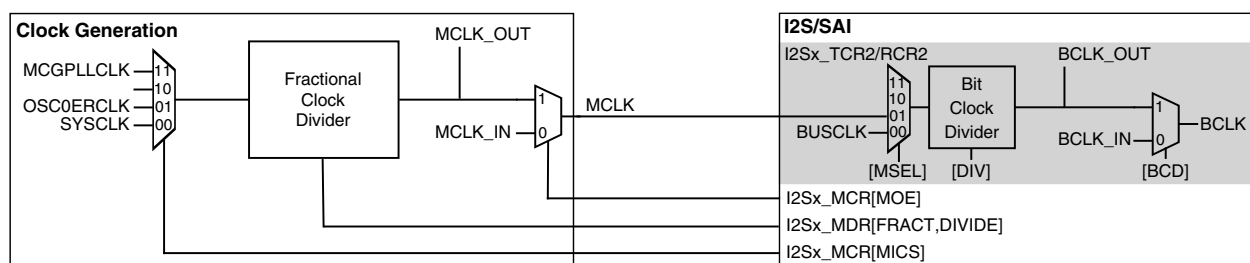 Clock Generation
MCGPLLCLK
11
10
OSC0ERCLK
01
SYSCLK
00
Fractional
Clock
Divider
MCLK_OUT
1
MCLK_IN
0
MCLK
I2S/SAI
I2Sx_TCR2/RCR2
11
10
01
BUSCLK
00
[MSEL]
Bit
Clock
Divider
[DIV]
BCLK_OUT
1
BCLK_IN
0
[BCD]
BCLK
I2Sx_MCR[MOE]
I2Sx_MDR[FRACT,DIVIDE]
I2Sx_MCR[MICS]